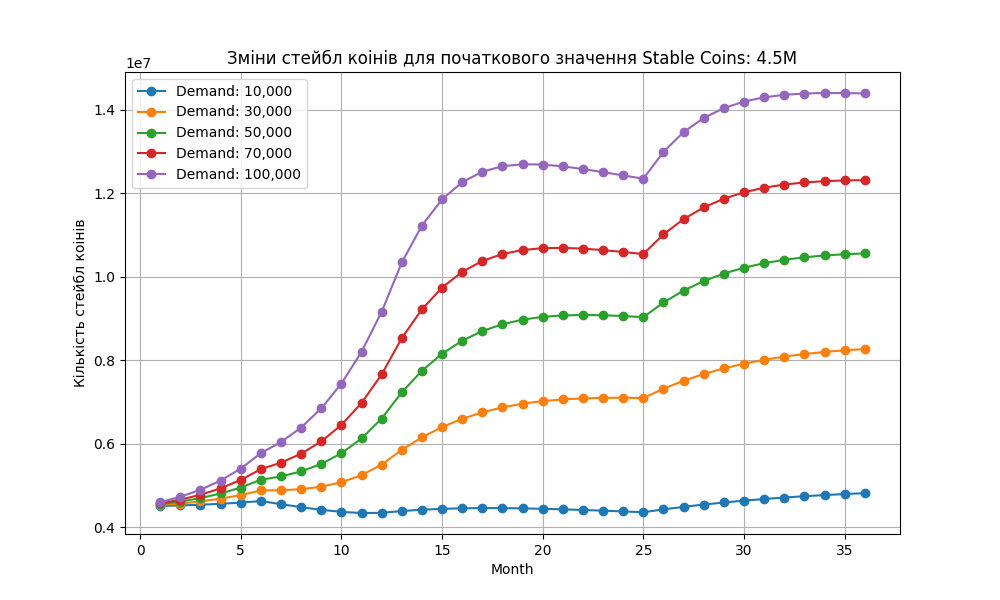 Зміни стейбл коінів для початкового значення Stable Coins: 4.5M
1e7
Demand: 10,000
Demand: 30,000
Demand: 50,000
Demand: 70,000
Demand: 100,000
Кількість стейбл коінів
1.4
1.2
1.0
0.8
0.6
0.4
0 5 10 15 20 25 30 35
Month